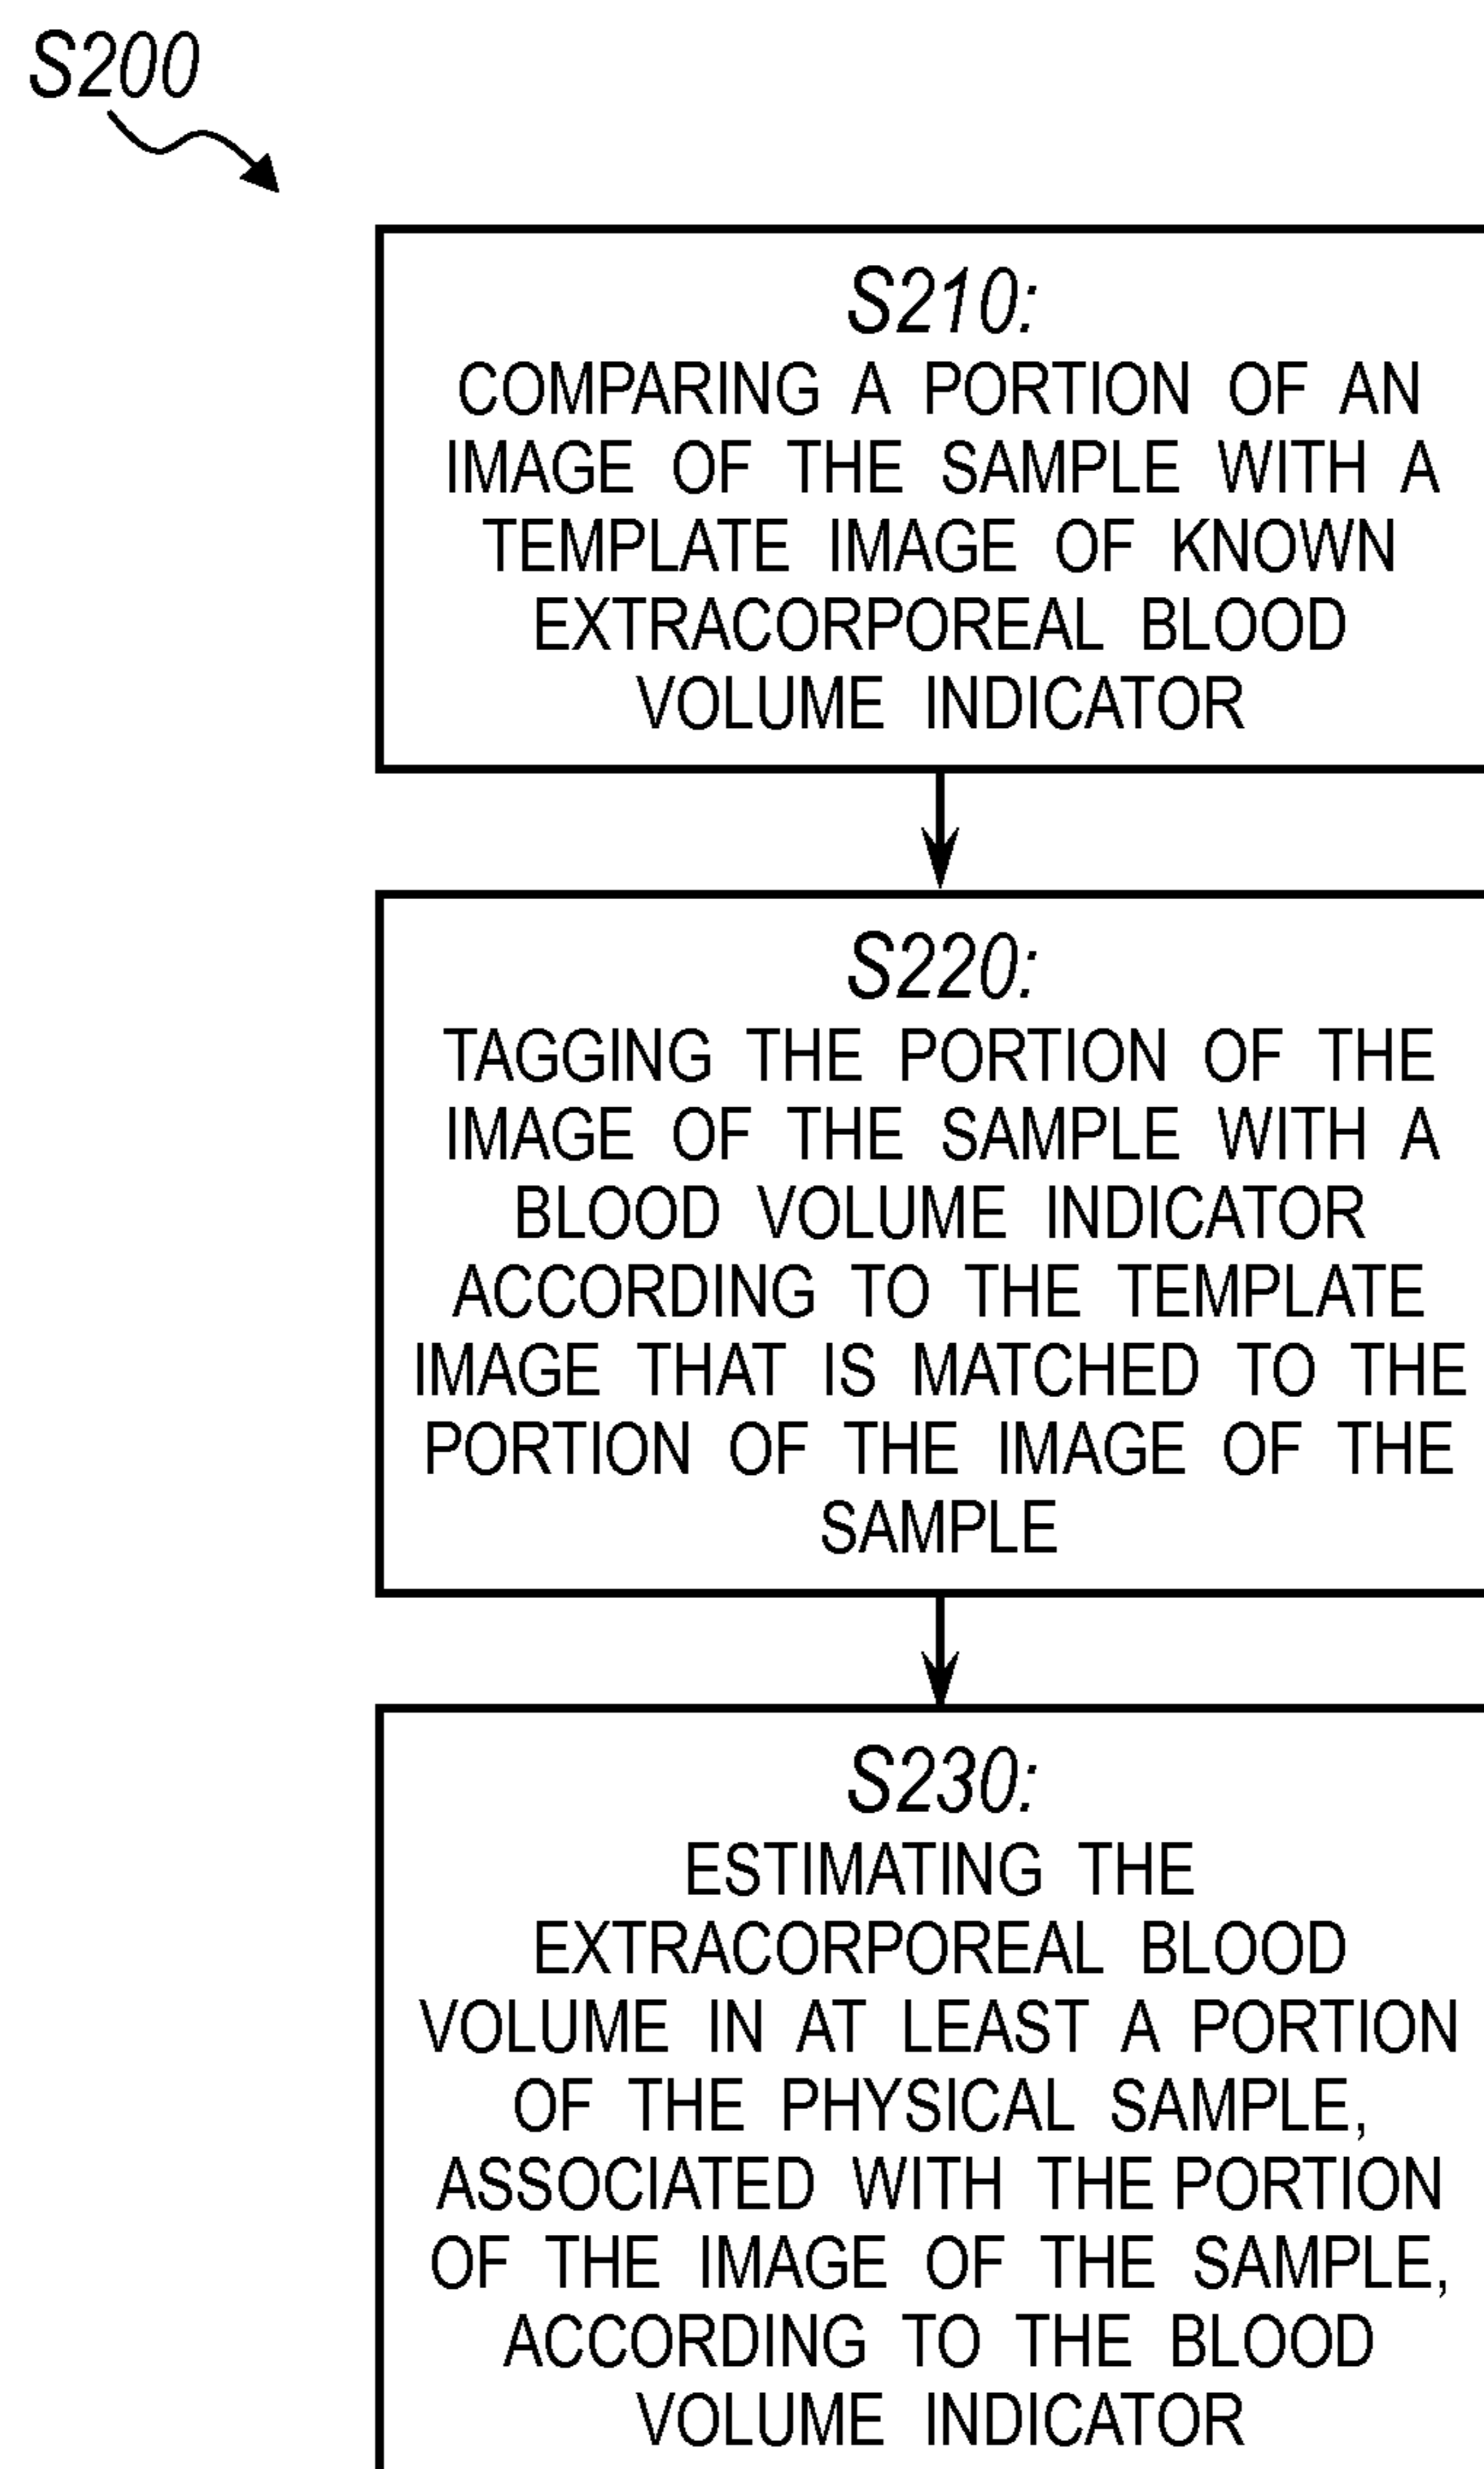 S200
S210:
COMPARING A PORTION OF AN
IMAGE OF THE SAMPLE WITH A
TEMPLATE IMAGE OF KNOWN
EXTRACORPOREAL BLOOD
VOLUME INDICATOR
S220:
TAGGING THE PORTION OF THE
IMAGE OF THE SAMPLE WITH A
BLOOD VOLUME INDICATOR
ACCORDING TO THE TEMPLATE
IMAGE THAT IS MATCHED TO THE
PORTION OF THE IMAGE OF THE
SAMPLE
S230:
ESTIMATING THE
EXTRACORPOREAL BLOOD
VOLUME IN AT LEAST A PORTION
OF THE PHYSICAL SAMPLE,
ASSOCIATED WITH THE PORTION
OF THE IMAGE OF THE SAMPLE,
ACCORDING TO THE BLOOD
VOLUME INDICATOR